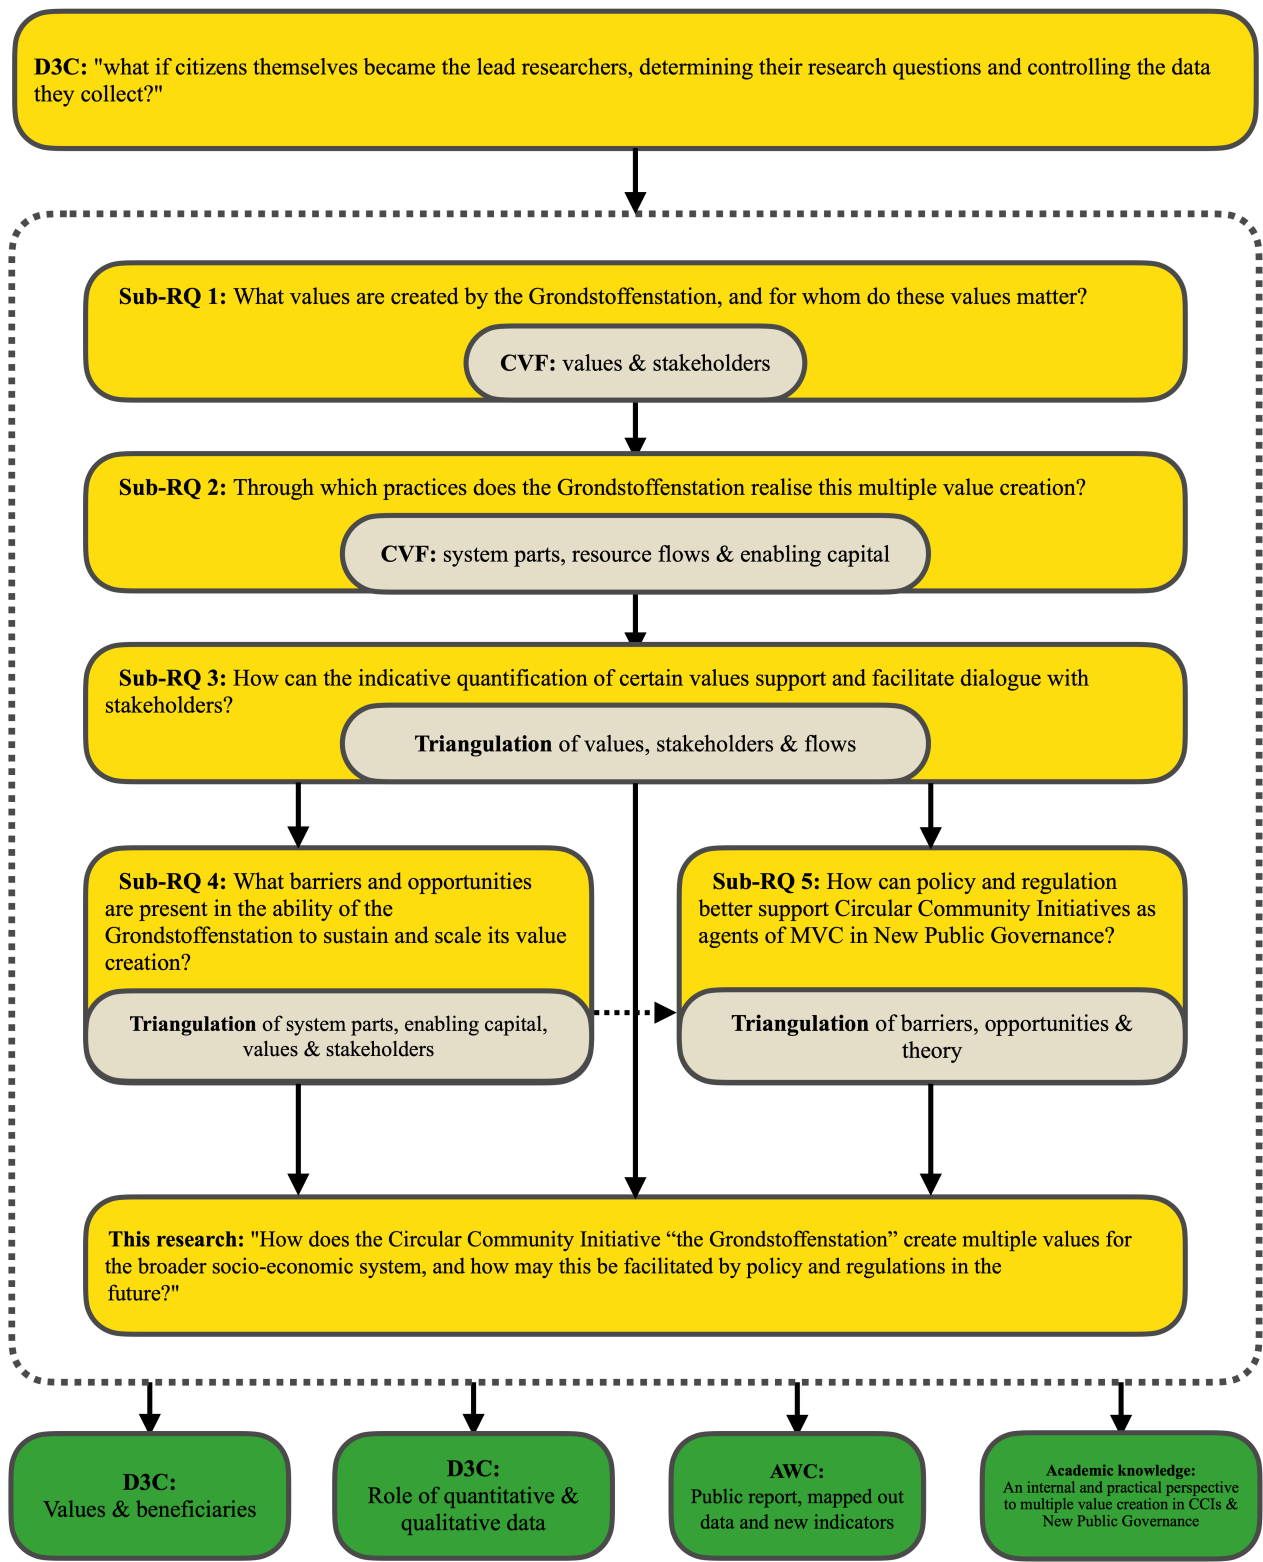 D3C: "what if citizens themselves became the lead researchers, determining their research questions and controlling the data
they collect?"
Sub-RQ 1: What values are created by the Grondstoffenstation, and for whom do these values matter?
CVF: values & stakeholders
Sub-RQ 2: Through which practices does the Grondstoffenstation realise this multiple value creation?
CVF: system parts, resource flows & enabling capital
Sub-RQ 3: How can the indicative quantification of certain values support and facilitate dialogue with
stakeholders?
Triangulation of values, stakeholders & flows
Sub-RQ 4: What barriers and opportunities
are present in the ability of the
Grondstoffenstation to sustain and scale its value
creation?
Triangulation of system parts, enabling capital,
values & stakeholders
Sub-RQ 5: How can policy and regulation
better support Circular Community Initiatives as
agents of MVC in New Public Governance?
Triangulation of barriers, opportunities &
theory
This research: "How does the Circular Community Initiative “the Grondstoffenstation” create multiple values for
the broader socio-economic system, and how may this be facilitated by policy and regulations in the
future?"
D3C:
Values & beneficiaries
D3C:
Role of quantitative &
qualitative data
AWC:
Public report, mapped out
data and new indicators
Academic knowledge:
An internal and practical perspective
to multiple value creation in CCIs &
New Public Governance